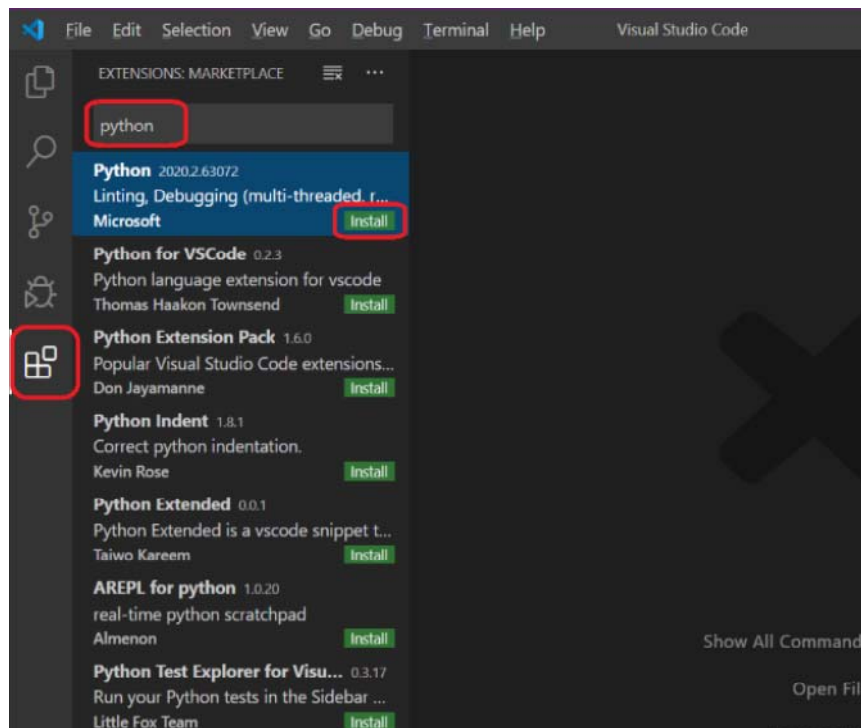 File Edit Selection View Go Debug Terminal Help Visual Studio Code
EXTENSIONS: MARKETPLACE
python
Python 2020.2.63072
Linting, Debugging (multi-threaded, r...
Microsoft Install
Python for VSCode 0.2.3
Python language extension for vscode
Thomas Haakon Townsend Install
Python Extension Pack 1.6.0
Popular Visual Studio Code extensions...
Don Jayamanne Install
Python Indent 1.8.1
Correct python indentation.
Kevin Rose Install
Python Extended 0.0.1
Python Extended is a vscode snippet t...
Taiwo Kareem Install
AREPL for python 1.0.20
real-time python scratchpad
Almenon Install
Show All Command
Python Test Explorer for Visu... 0.3.17
Run your Python tests in the Sidebar ...
Open Fil
Little Fox Team Install